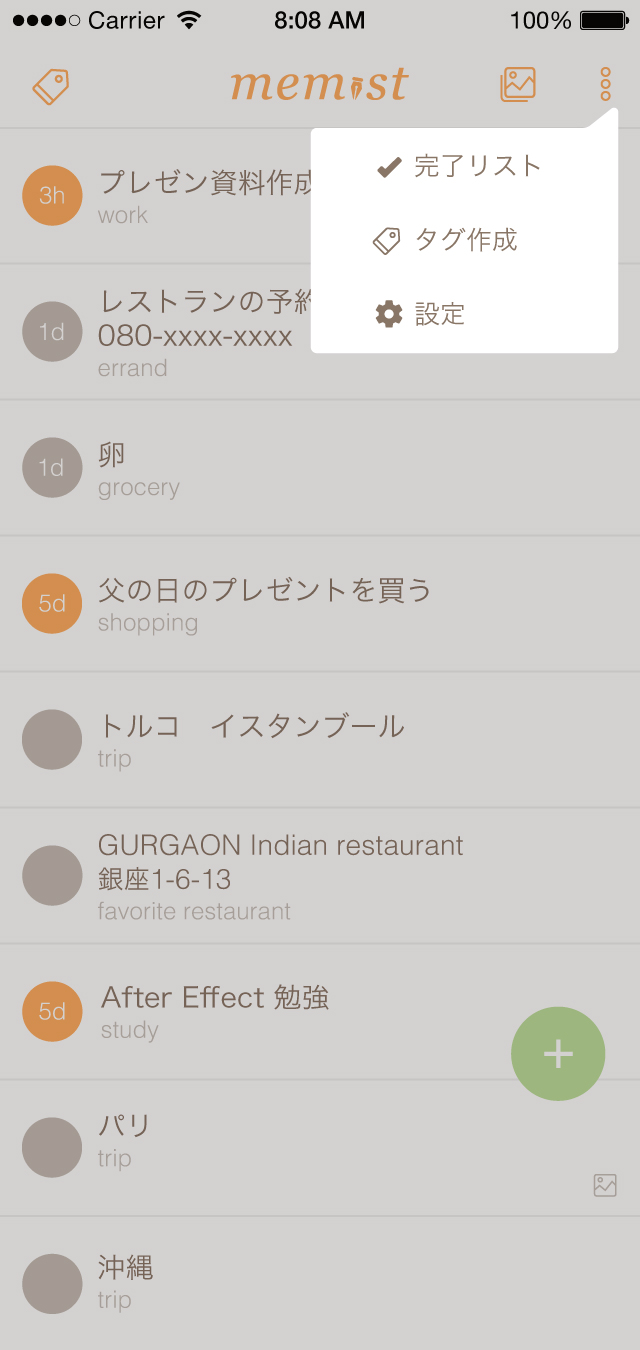 Carrier 8:08 AM 100%
memist
完了リスト
タグ作成
設定
3h
プレゼン資料作成
work
1d
レストランの予約
080-xxxx-xxxx
errand
1d
卵
grocery
5d
父の日のプレゼントを買う
shopping
トルコ　イスタンブール
trip
GURGAON Indian restaurant
銀座1-6-13
favorite restaurant
5d
After Effect 勉強
study
+
パリ
trip
沖縄
trip